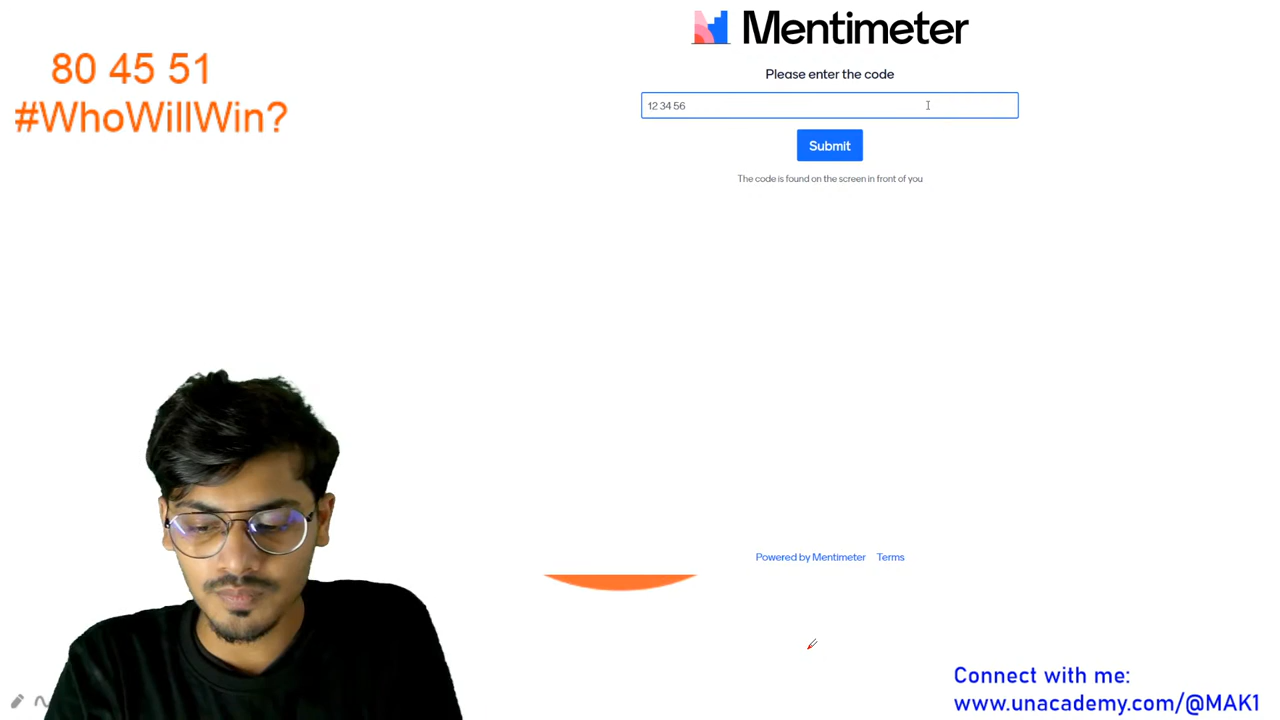 80 45 51
#WhoWillWin?
Mentimeter
Please enter the code
12 34 56
Submit
The code is found on the screen in front of you
Powered by Mentimeter Terms
Connect with me:
www.unacademy.com/@MAK1